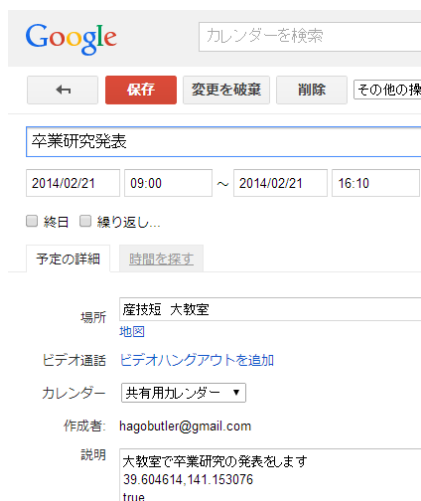 Google カレンダーを検索
保存 変更を破棄 削除 その他の操
卒業研究発表
2014/02/21 09:00 ～ 2014/02/21 16:10
終日 繰り返し...
予定の詳細 時間を探す
場所 産技短 大教室
地図
ビデオ通話 ビデオハングアウトを追加
カレンダー 共有用カレンダー
作成者: hagobutler@gmail.com
説明 大教室で卒業研究の発表をします
39.604614,141.153076
true